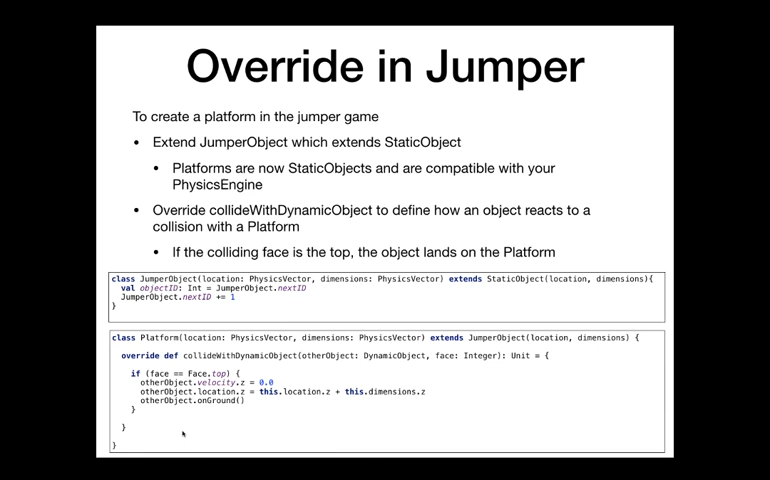 Override in Jumper
To create a platform in the jumper game
• Extend JumperObject which extends StaticObject
• Platforms are now StaticObjects and are compatible with your
PhysicsEngine
• Override collideWithDynamicObject to define how an object reacts to a
collision with a Platform
• If the colliding face is the top, the object lands on the Platform
class JumperObject(location: PhysicsVector, dimensions: PhysicsVector) extends StaticObject(location, dimensions){
  val objectID: Int = JumperObject.nextID
  JumperObject.nextID += 1
}
class Platform(location: PhysicsVector, dimensions: PhysicsVector) extends JumperObject(location, dimensions) {
  override def collideWithDynamicObject(otherObject: DynamicObject, face: Integer): Unit = {
    if (face == Face.top) {
      otherObject.velocity.z = 0.0
      otherObject.location.z = this.location.z + this.dimensions.z
      otherObject.onGround()
    }
  }
}